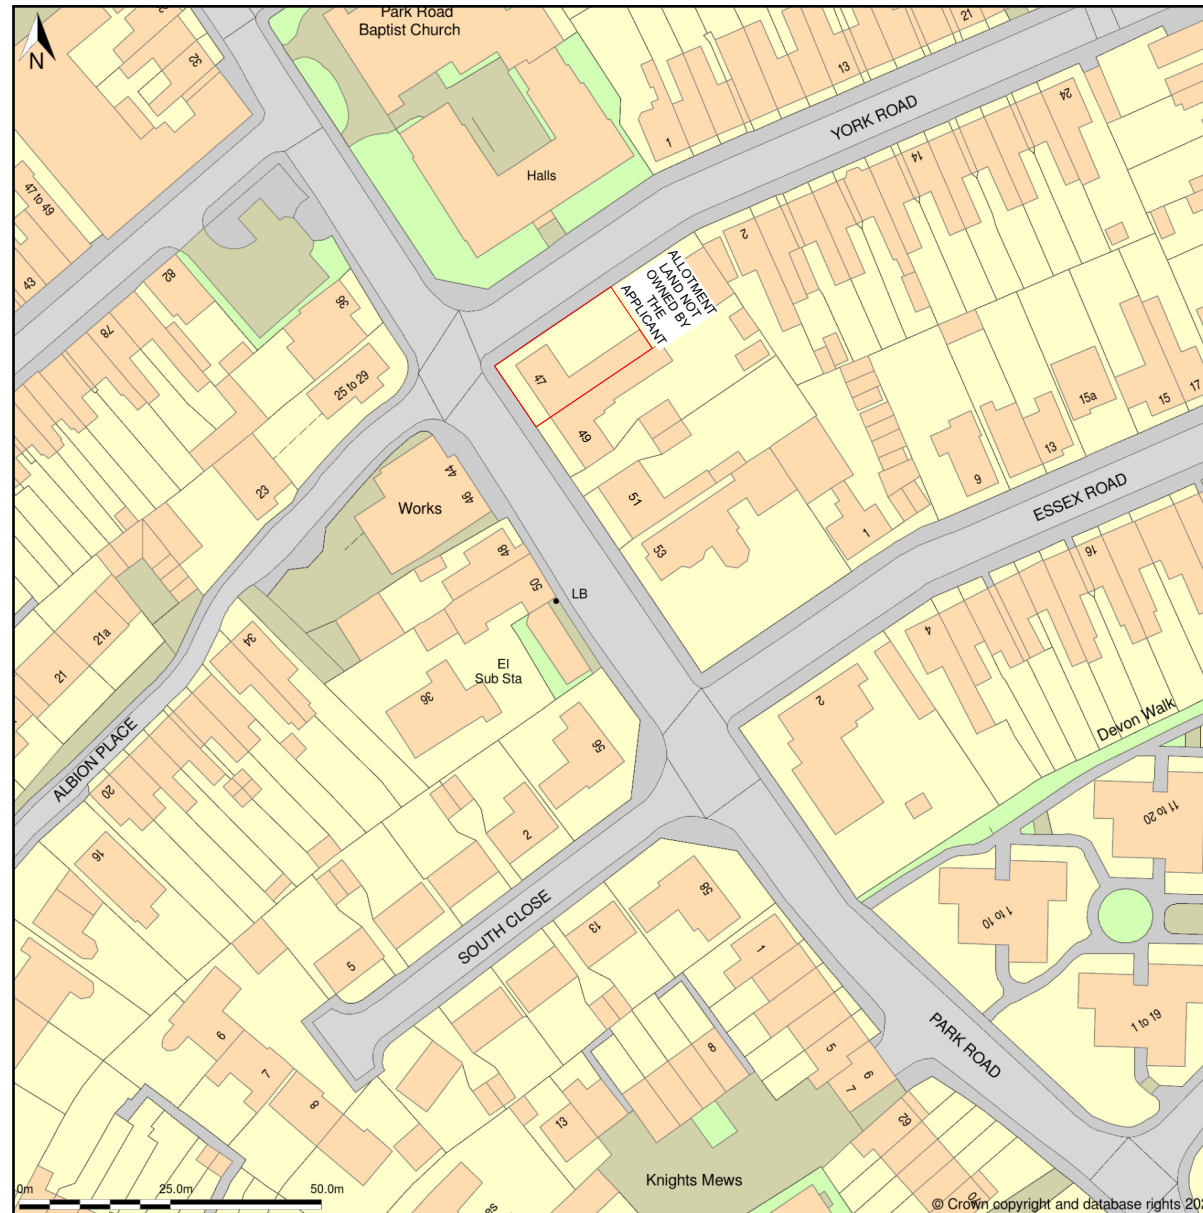 Park Road
Baptist Church
N
32
21
13
1
YORK ROAD
24
14
2
Halls
47 to 49
43
82
78
36
25 to 29
23
ALLOTMENT
LAND NOT
OWNED BY
THE
APPLICANT
47
49
51
53
1
9
13
15a
15
17
ESSEX ROAD
16
4
2
Works
44
46
48
50
LB
El
Sub Sta
36
34
21a
21
ALBION PLACE
20
16
56
2
SOUTH CLOSE
58
13
5
6
7
8
Devon Walk
11 to 20
1 to 10
1 to 19
PARK ROAD
1
5
6
7
8
13
62
70
Knights Mews
0m
25.0m
50.0m
© Crown copyright and database rights 20